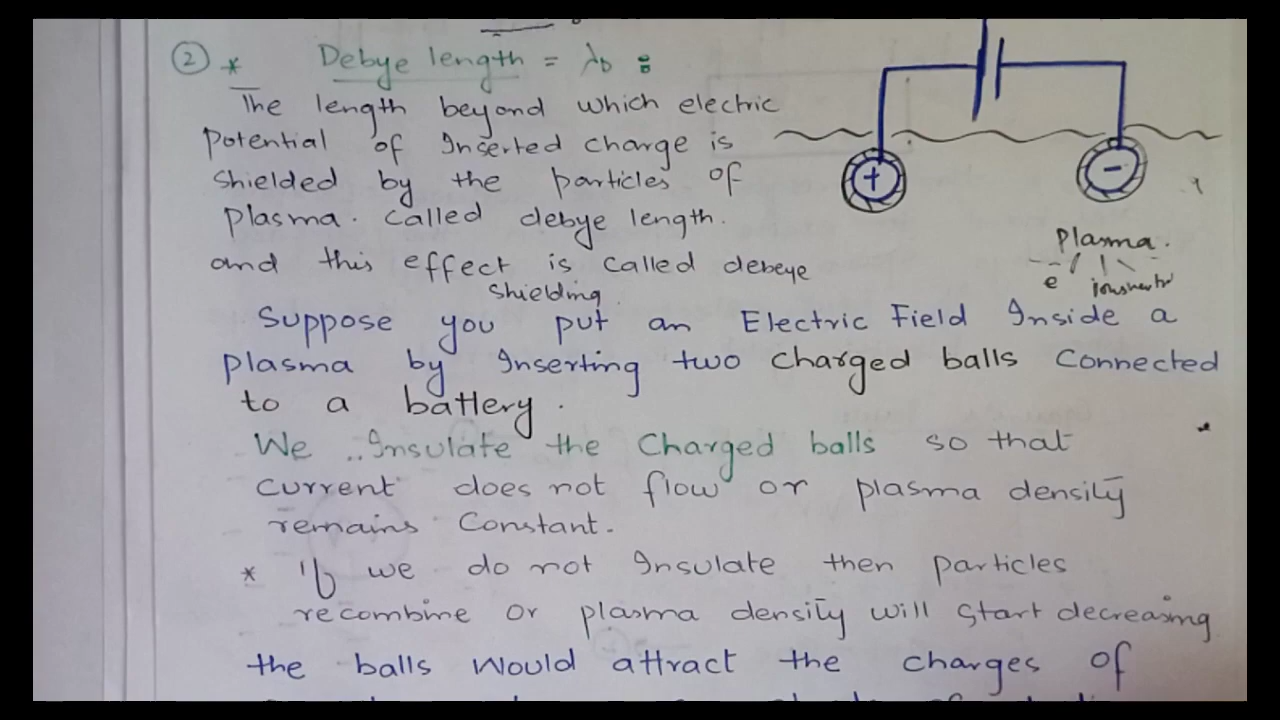 ② * Debye length = λD :
The length beyond which electric
potential of Inserted charge is
shielded by the particles of
plasma. called debye length.
and this effect is called debeye
shielding.
+ -
plasma.
e ions
Suppose you put an Electric Field Inside a
plasma by Inserting two charged balls Connected
to a battery.
We Insulate the Charged balls so that
current does not flow or plasma density
remains Constant.
* If we do not Insulate then particles
recombine or plasma density will start decreasing
the balls Would attract the charges of